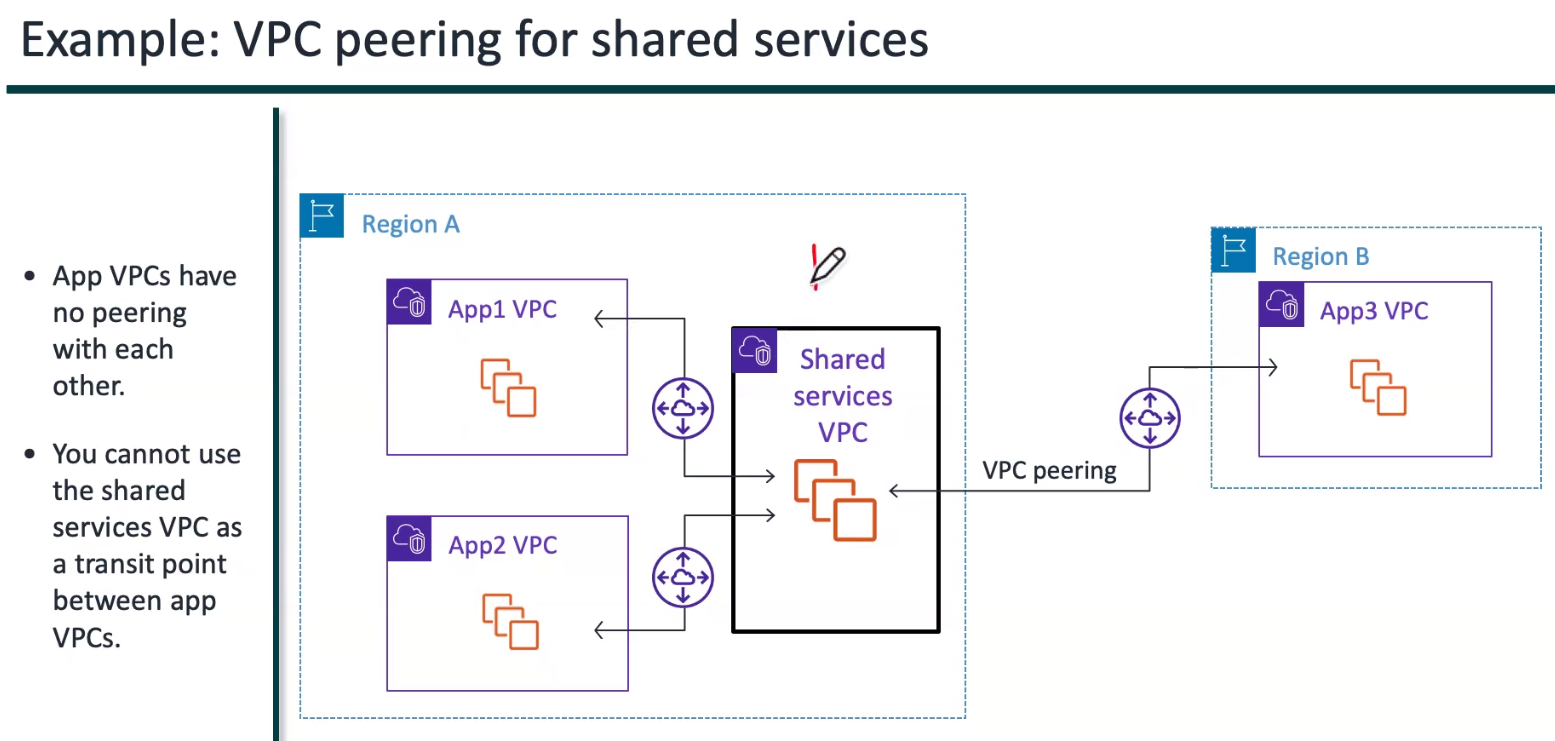 Example: VPC peering for shared services
• App VPCs have
no peering
with each
other.
• You cannot use
the shared
services VPC as
a transit point
between app
VPCs.
Region A
App1 VPC
App2 VPC
Shared
services
VPC
VPC peering
Region B
App3 VPC